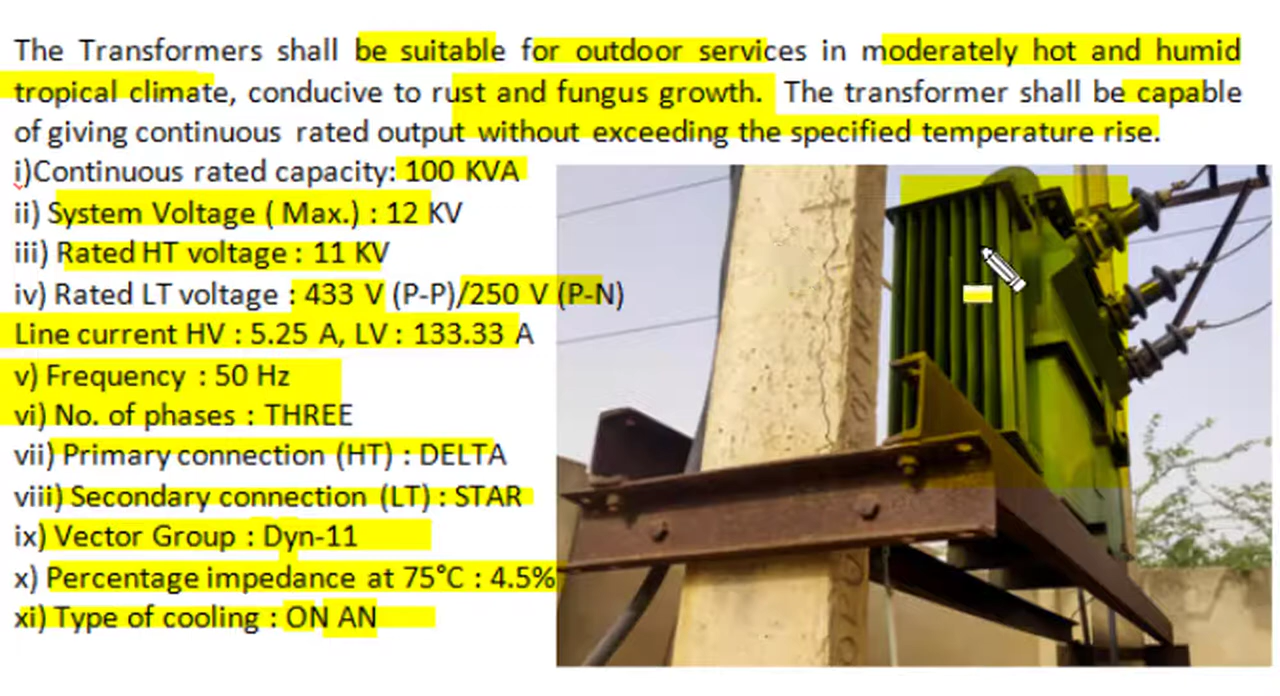 The Transformers shall be suitable for outdoor services in moderately hot and humid
tropical climate, conducive to rust and fungus growth. The transformer shall be capable
of giving continuous rated output without exceeding the specified temperature rise.
i)Continuous rated capacity: 100 KVA
ii) System Voltage ( Max.) : 12 KV
iii) Rated HT voltage : 11 KV
iv) Rated LT voltage : 433 V (P-P)/250 V (P-N)
Line current HV : 5.25 A, LV : 133.33 A
v) Frequency : 50 Hz
vi) No. of phases : THREE
vii) Primary connection (HT) : DELTA
viii) Secondary connection (LT) : STAR
ix) Vector Group : Dyn-11
x) Percentage impedance at 75°C : 4.5%
xi) Type of cooling : ON AN